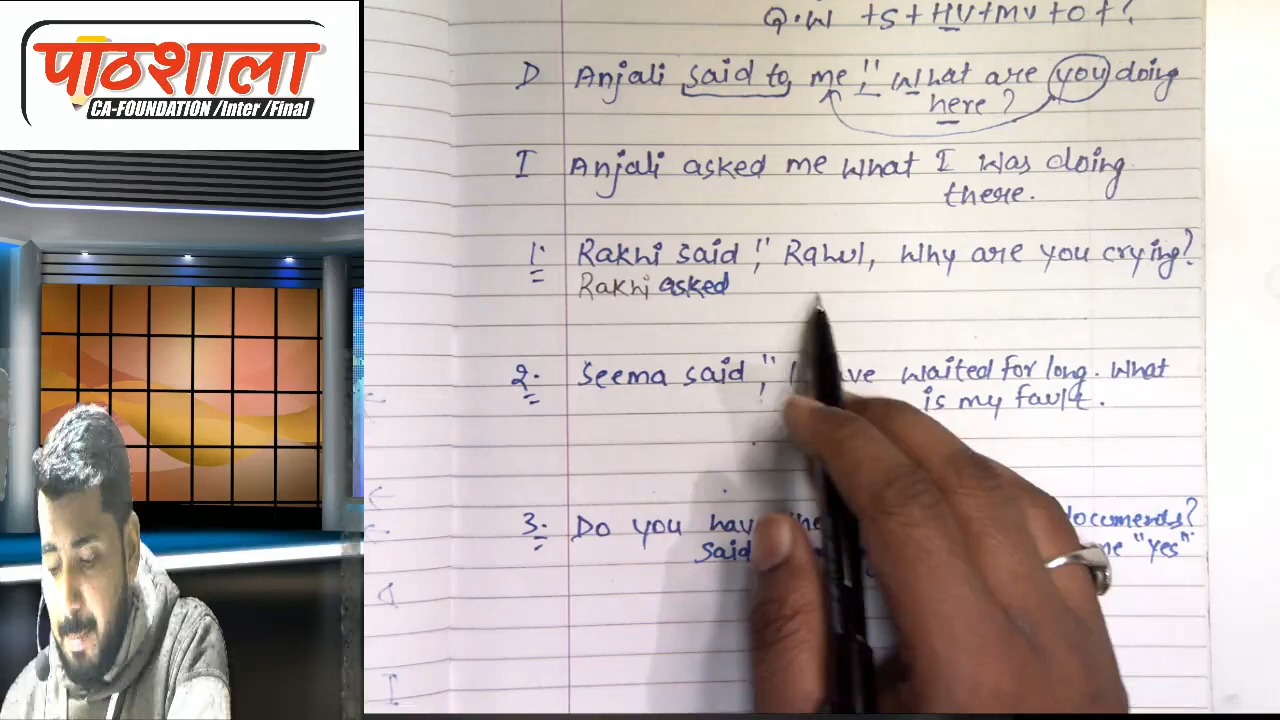 पाठशाला
CA-FOUNDATION /Inter /Final
Q.W +S+HV+MV+O+?
D Anjali said to me," What are you doing
here ?
I Anjali asked me what I was doing
there.
1. Rakhi said," Rahul, Why are you crying?
Rakhi asked
2. Seema said," waited for long. What
is my fault.
3. Do you
said "Yes"
I